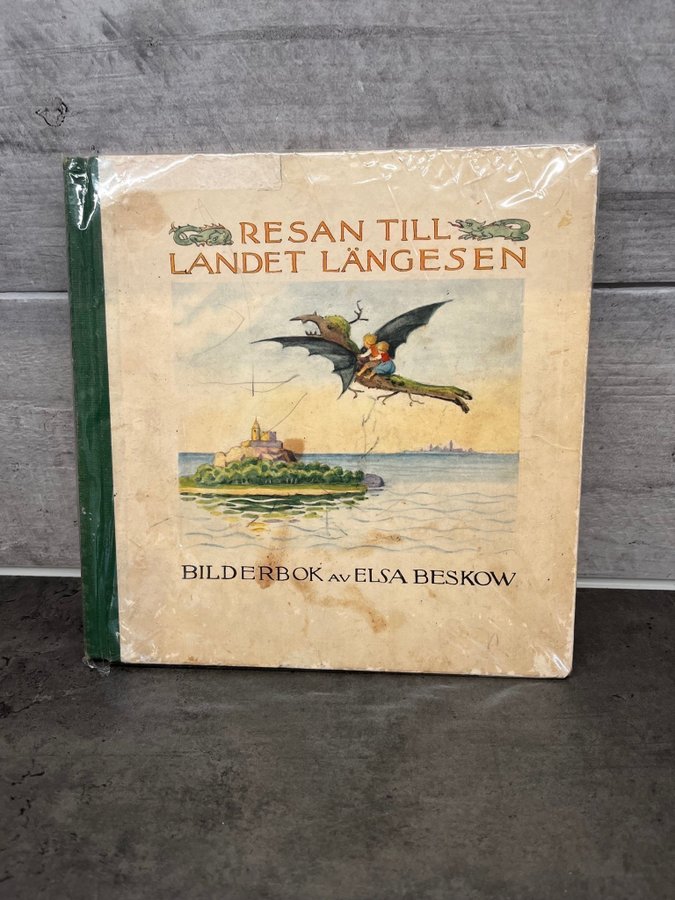 RESAN TILL
LANDET LÄNGESEN
BILDERBOK AV ELSA BESKOW